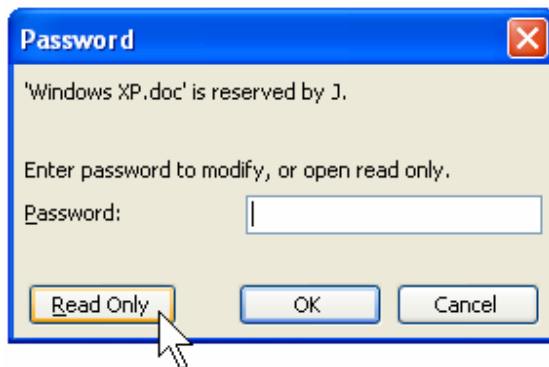 Password
'Windows XP.doc' is reserved by J.
Enter password to modify, or open read only.
Password:
Read Only OK Cancel